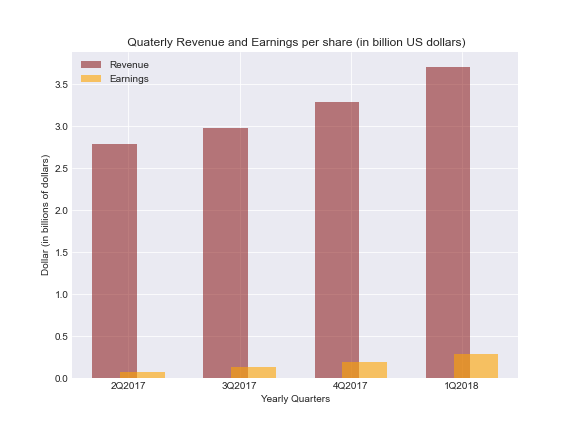 Quaterly Revenue and Earnings per share (in billion US dollars)
Revenue
Earnings
Dollar (in billions of dollars)
3.5
3.0
2.5
2.0
1.5
1.0
0.5
0.0
2Q2017 3Q2017 4Q2017 1Q2018
Yearly Quarters